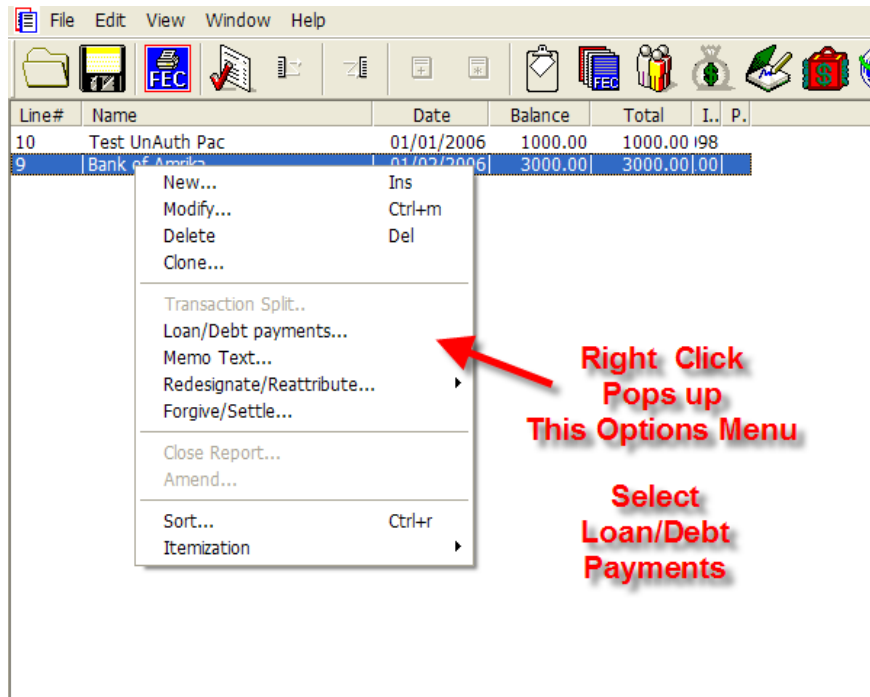 File Edit View Window Help
FEC FEC
Line# Name Date Balance Total I.. P.
10 Test UnAuth Pac 01/01/2006 1000.00 1000.00 98
9 Bank of Amrika 01/02/2006 3000.00 3000.00 .00
New... Ins
Modify... Ctrl+m
Delete Del
Clone...
Transaction Split..
Loan/Debt payments...
Memo Text...
Redesignate/Reattribute...
Forgive/Settle...
Close Report...
Amend...
Sort... Ctrl+r
Itemization
Right Click
Pops up
This Options Menu
Select
Loan/Debt
Payments